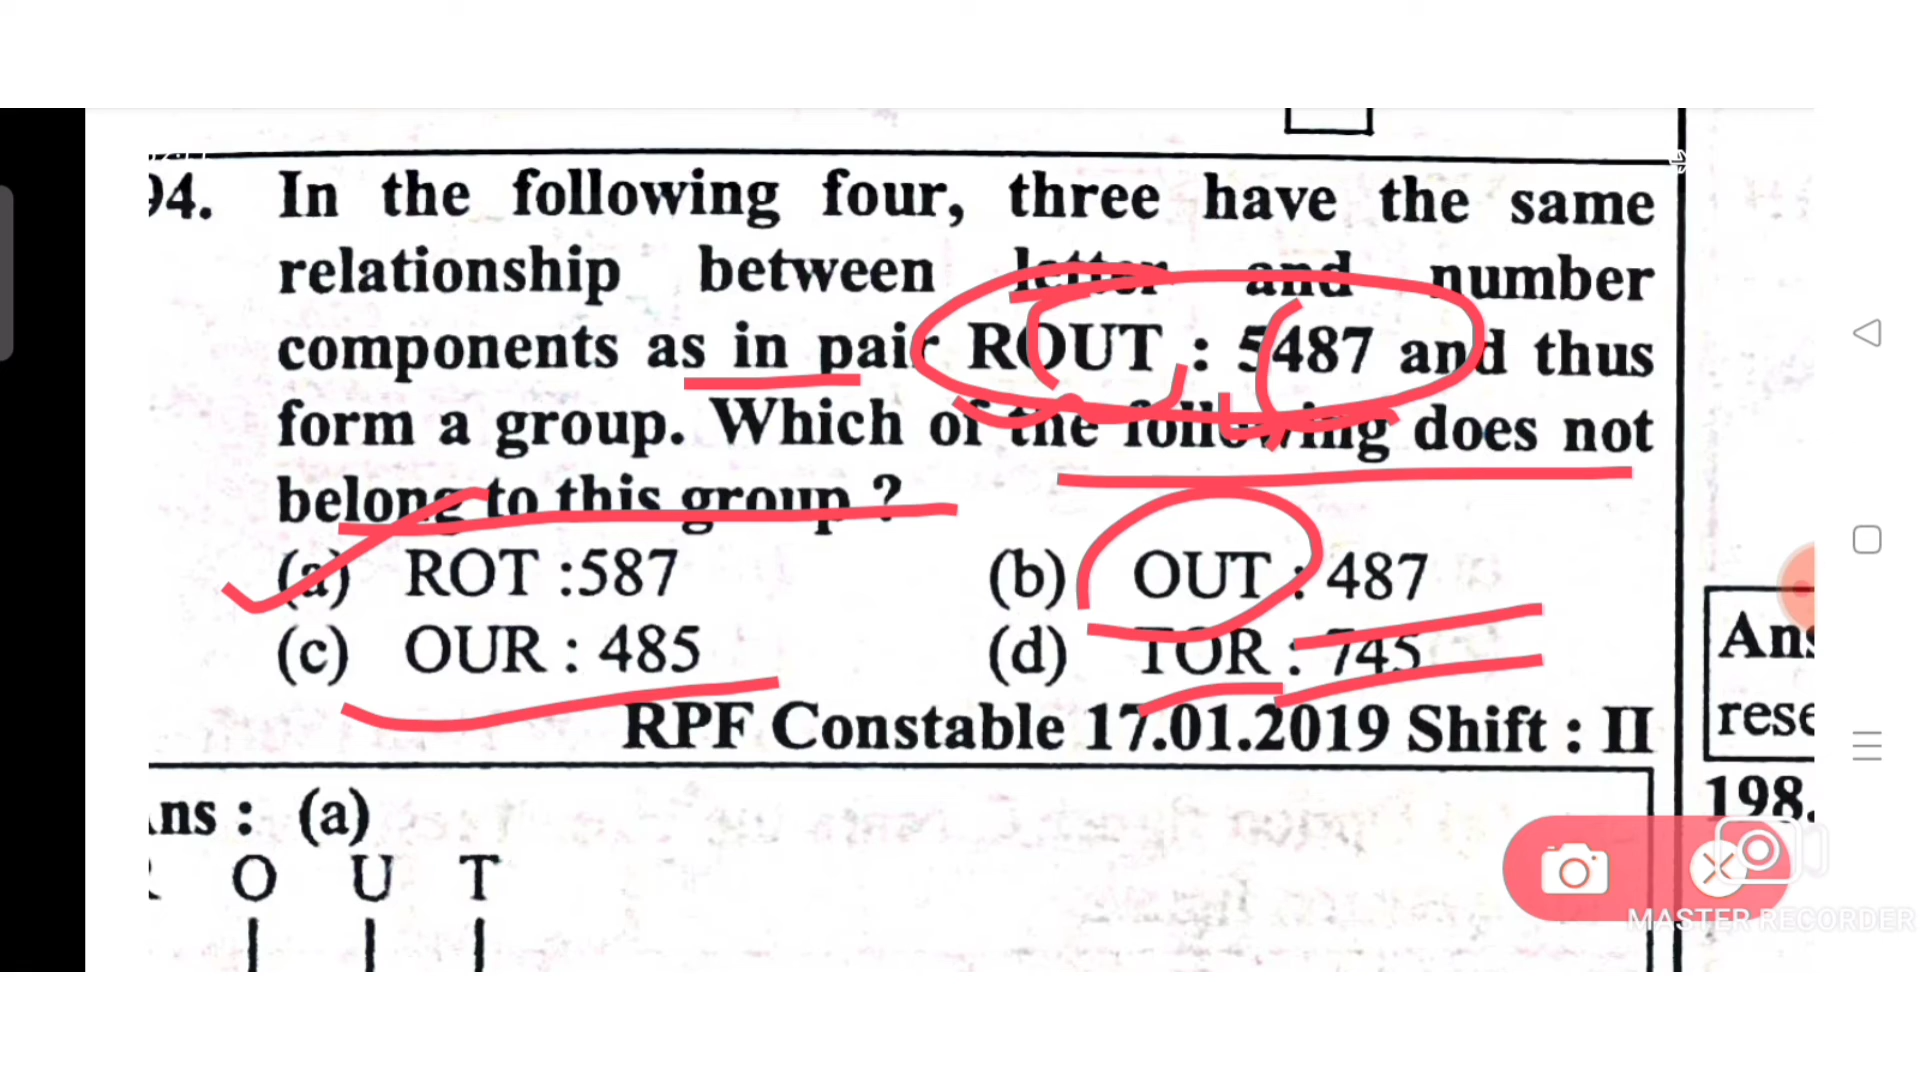 94.  In the following four, three have the same
relationship between letter and number
components as in pair ROUT : 5487 and thus
form a group. Which of the following does not
belong to this group ?
(a) ROT :587 (b) OUT : 487
(c) OUR : 485 (d) TOR : 745
RPF Constable 17.01.2019 Shift : II
ns : (a)
O U T
198.
MASTER RECORDER